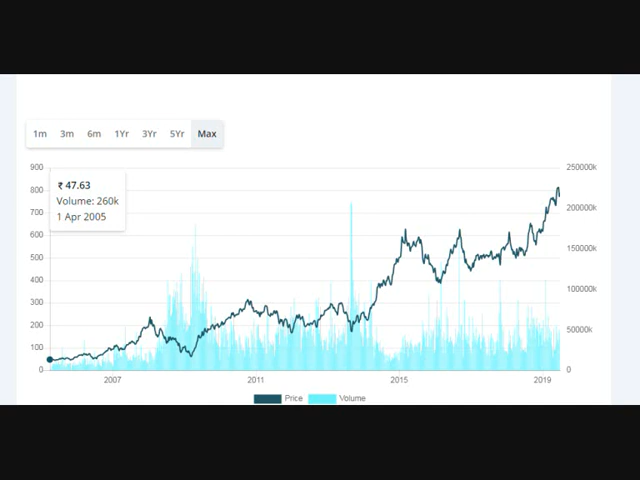 1m 3m 6m 1Yr 3Yr 5Yr Max
900 250000k
₹ 47.63
800
Volume: 260k
200000k
700
1 Apr 2005
600
150000k
500
400 100000k
300
200 50000k
100
0 0
2007 2011 2015 2019
Price Volume